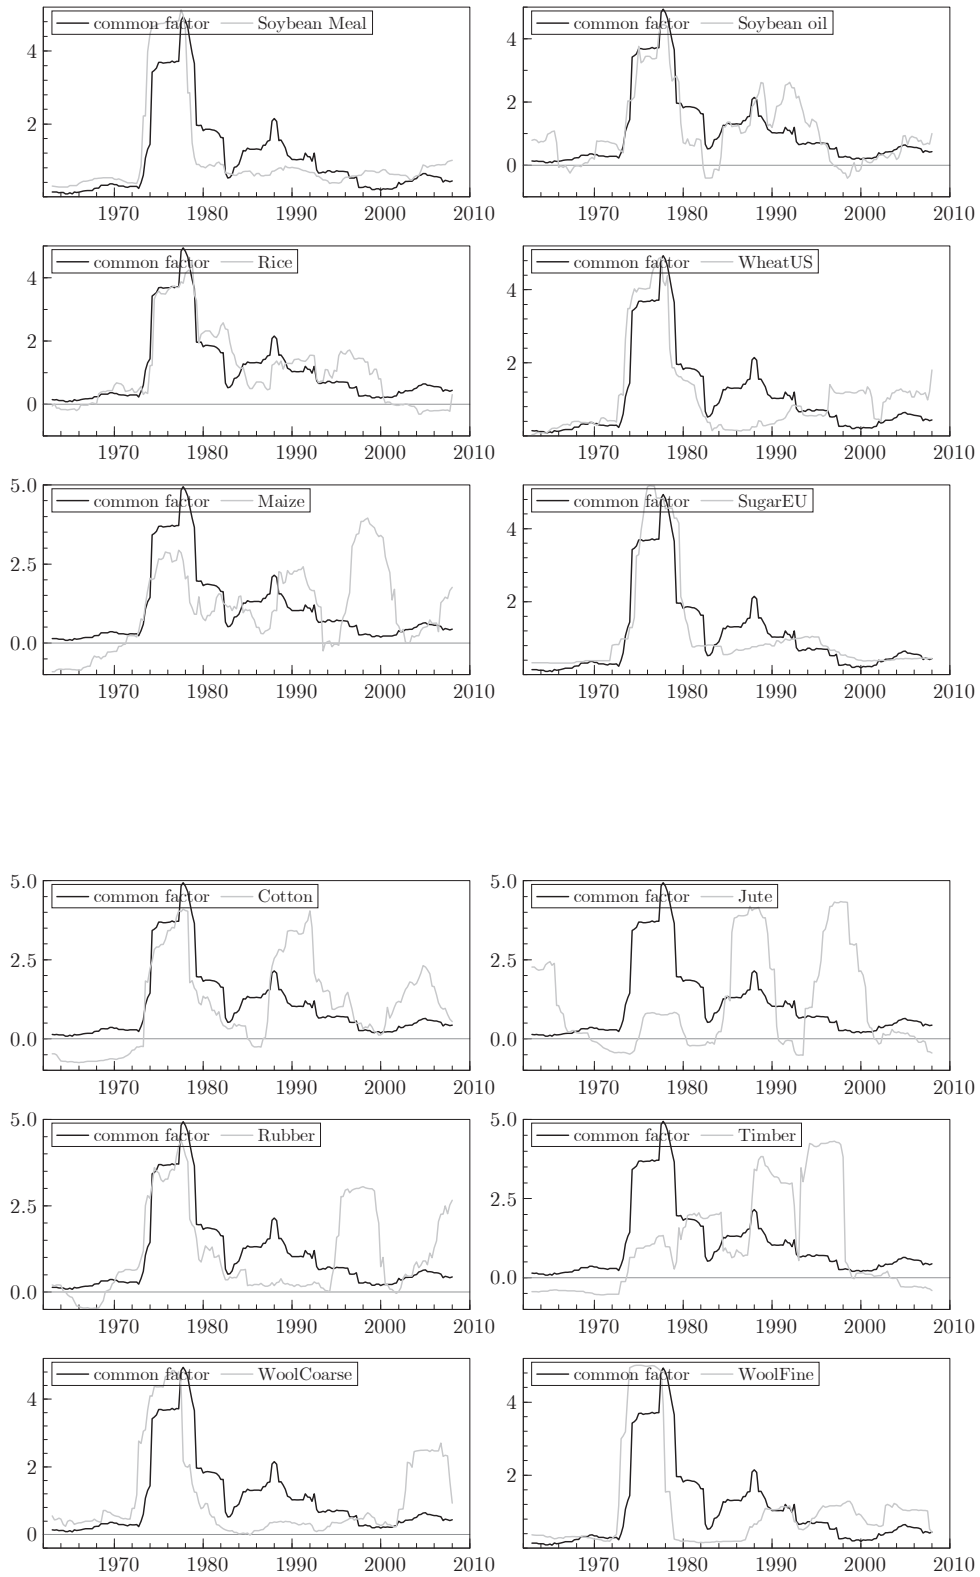 common factor Soybean Meal
4
2
1970 1980 1990 2000 2010
common factor Soybean oil
4
2
0
1970 1980 1990 2000 2010
common factor Rice
4
2
0
1970 1980 1990 2000 2010
common factor WheatUS
4
2
1970 1980 1990 2000 2010
common factor Maize
5.0
2.5
0.0
1970 1980 1990 2000 2010
common factor SugarEU
4
2
1970 1980 1990 2000 2010
common factor Cotton
5.0
2.5
0.0
1970 1980 1990 2000 2010
common factor Jute
5.0
2.5
0.0
1970 1980 1990 2000 2010
common factor Rubber
5.0
2.5
0.0
1970 1980 1990 2000 2010
common factor Timber
5.0
2.5
0.0
1970 1980 1990 2000 2010
common factor WoolCoarse
4
2
0
1970 1980 1990 2000 2010
common factor WoolFine
4
2
1970 1980 1990 2000 2010